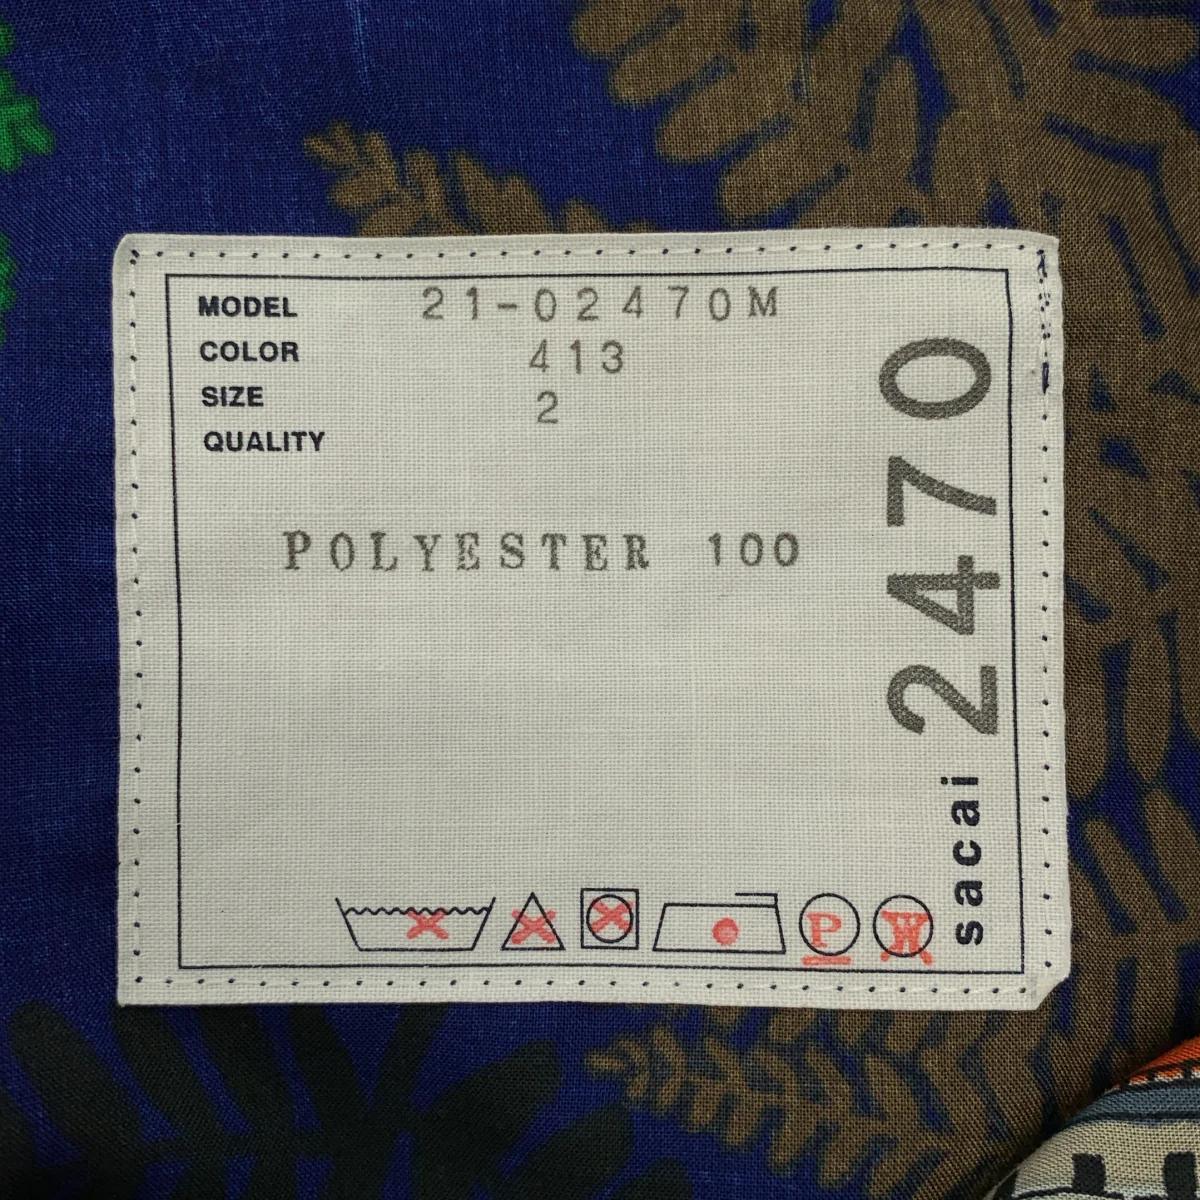 MODEL 21-02470M
COLOR 413
SIZE 2
QUALITY
POLYESTER 100
P W
sacai 2470